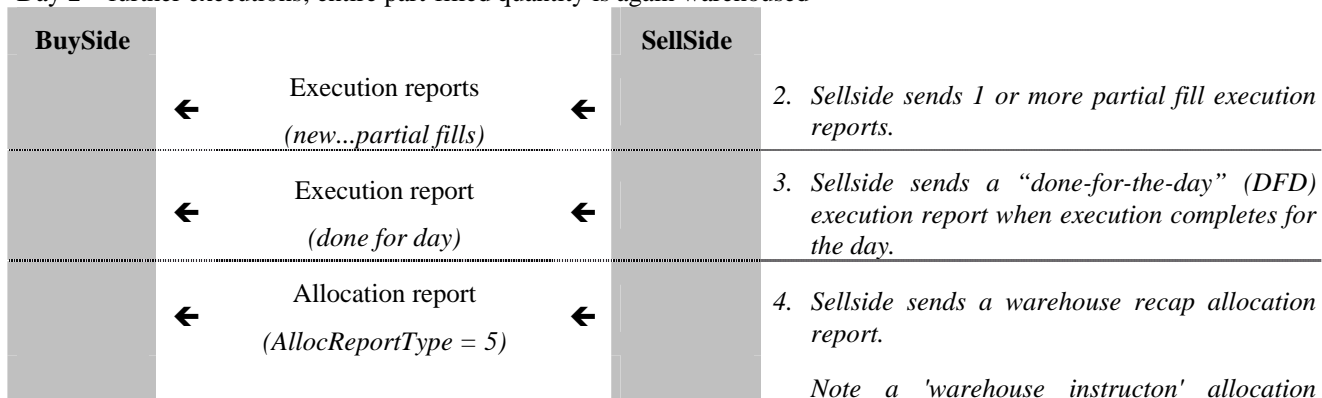 Day 2 – further executions, entire part-filled quantity is again warehoused
BuySide
SellSide
Execution reports
(new...partial fills)
2. Sellside sends 1 or more partial fill execution
reports.
Execution report
(done for day)
3. Sellside sends a “done-for-the-day” (DFD)
execution report when execution completes for
the day.
Allocation report
(AllocReportType = 5)
4. Sellside sends a warehouse recap allocation
report.
Note a 'warehouse instructon' allocation